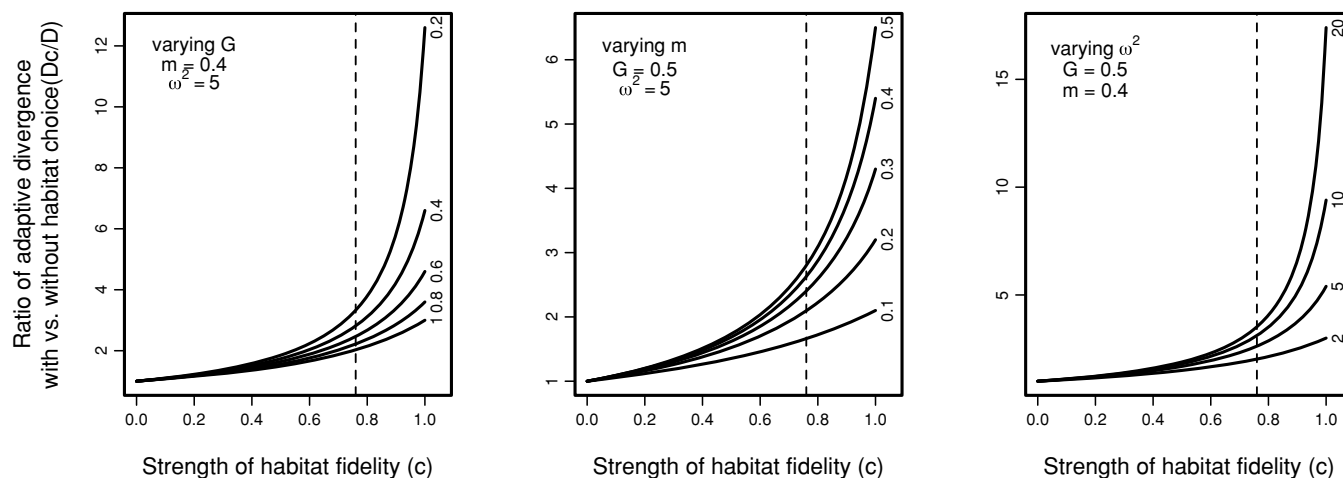 Ratio of adaptive divergence
with vs. without habitat choice(Dc/D)
varying G
m = 0.4
ω² = 5
2
4
6
8
10
12
0.0 0.2 0.4 0.6 0.8 1.0
0.2
0.4
0.6
0.8
1
Strength of habitat fidelity (c)
varying m
G = 0.5
ω² = 5
1
2
3
4
5
6
0.0 0.2 0.4 0.6 0.8 1.0
0.5
0.4
0.3
0.2
0.1
Strength of habitat fidelity (c)
varying ω²
G = 0.5
m = 0.4
5
10
15
0.0 0.2 0.4 0.6 0.8 1.0
20
10
5
2
Strength of habitat fidelity (c)